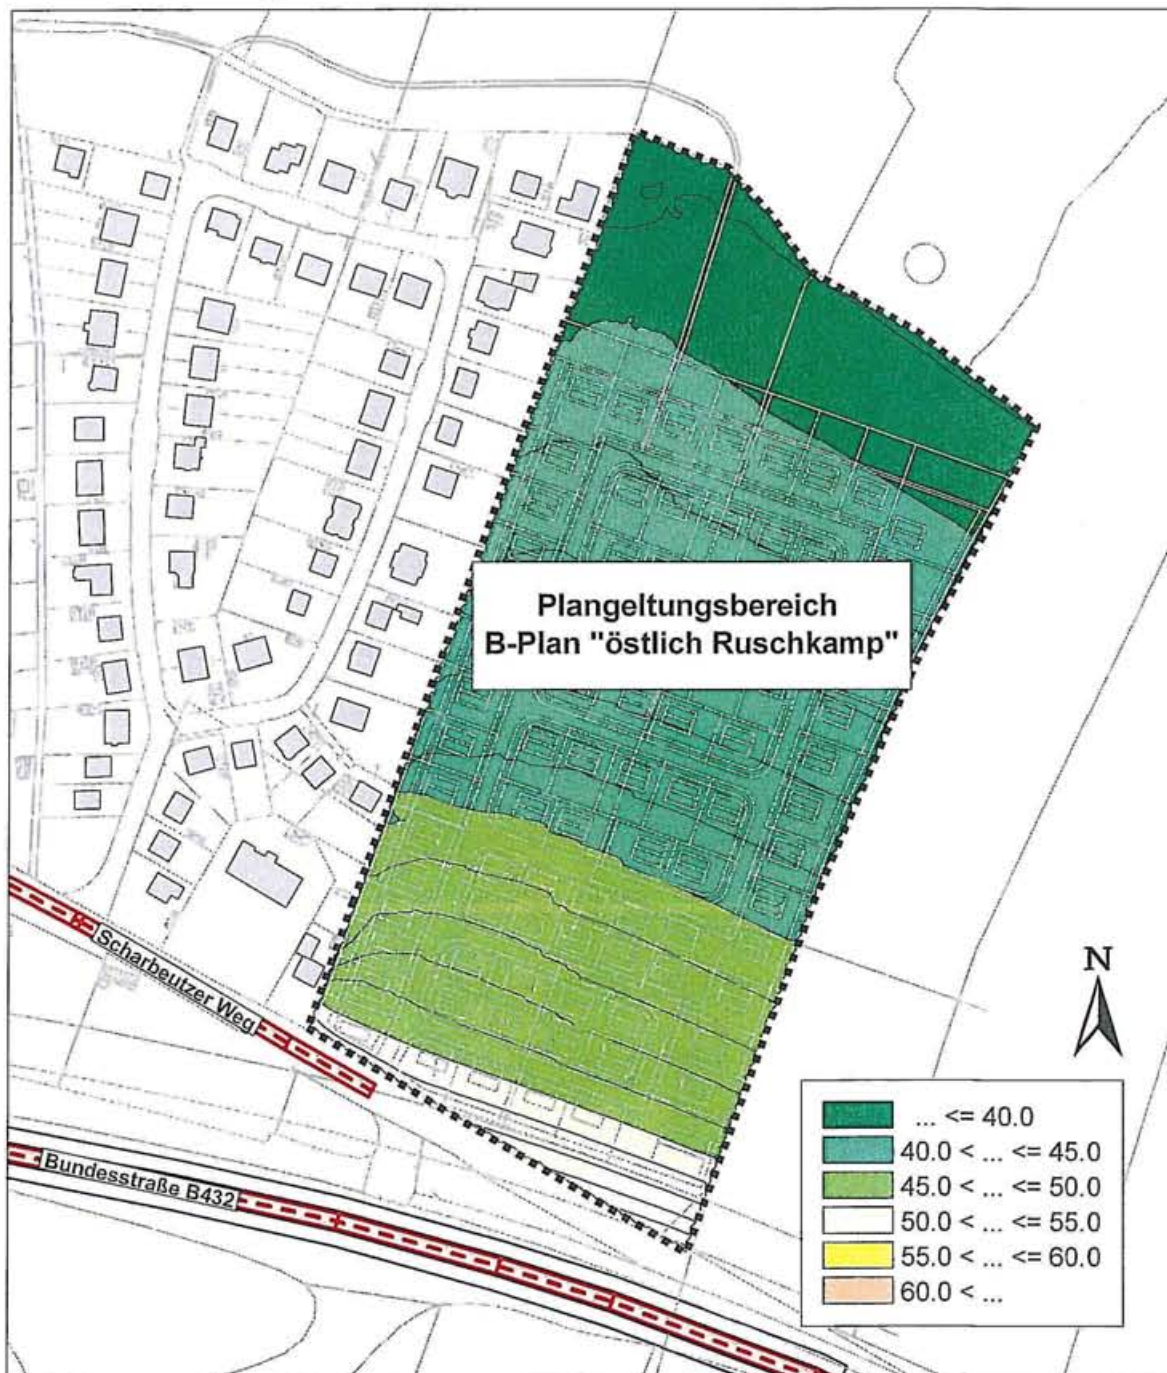 Plangeltungsbereich
B-Plan "östlich Ruschkamp"
Scharbeutzer Weg
Bundesstraße B432
N
... <= 40.0
40.0 < ... <= 45.0
45.0 < ... <= 50.0
50.0 < ... <= 55.0
55.0 < ... <= 60.0
60.0 < ...